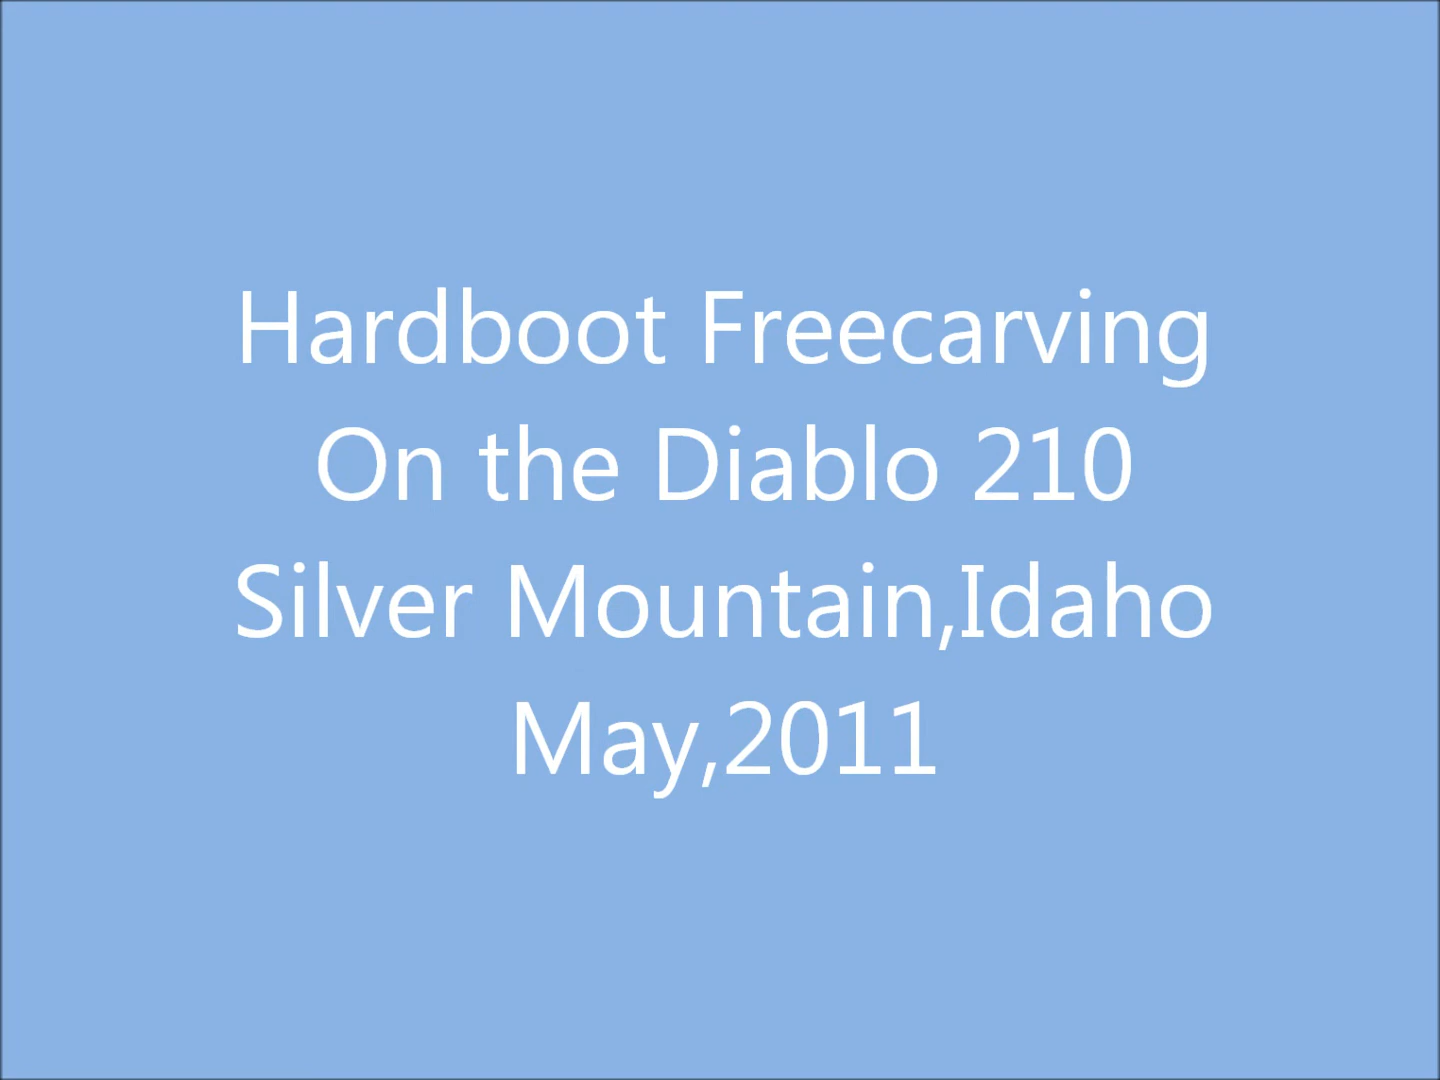 Hardboot Freecarving
On the Diablo 210
Silver Mountain,Idaho
May,2011